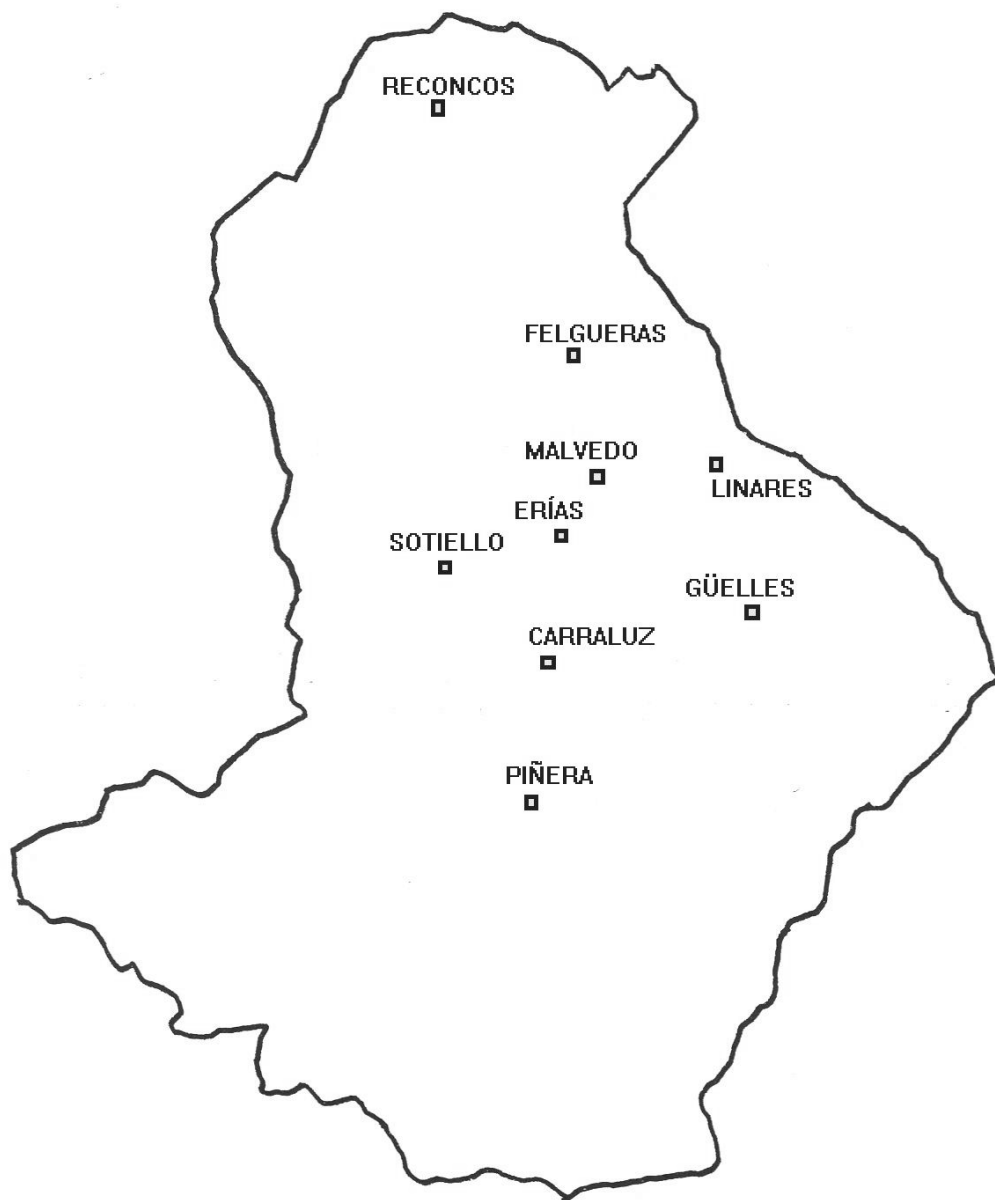 RECONCOS
FELGUERAS
MALVEDO
LINARES
ERÍAS
SOTIELLO
GÜELLES
CARRALUZ
PIÑERA